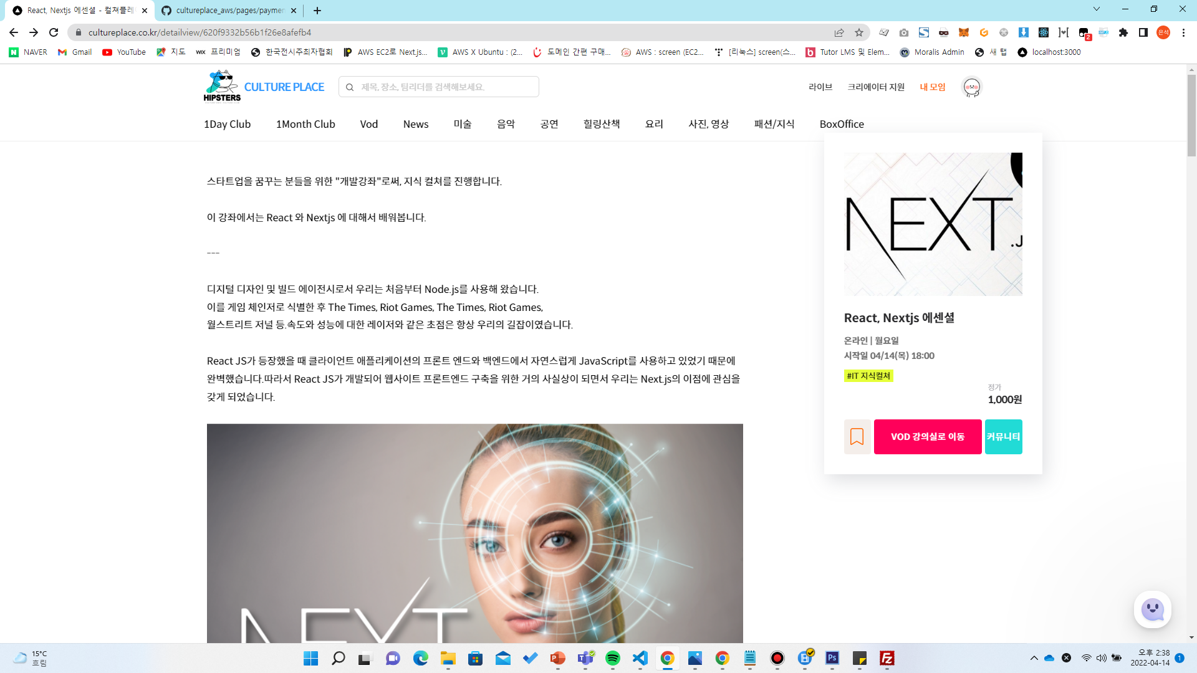 React, Nextjs 에센셜 - 컬쳐플레
cultureplace_aws/pages/paymen
cultureplace.co.kr/detailview/620f9332b56b1f26e8afefb4
NAVER
Gmail
YouTube
지도
WIX 프리미엄
한국전시주최자협회
AWS EC2로 Next.js...
AWS X Ubuntu : (2...
도메인 간편 구매...
AWS : screen (EC2...
[리눅스] screen(스...
Tutor LMS 및 Elem...
Moralis Admin
새 탭
localhost:3000
HIPSTERS
CULTURE PLACE
제목, 장소, 팀리더를 검색해보세요.
라이브
크리에이터 지원
내 모임
1Day Club
1Month Club
Vod
News
미술
음악
공연
힐링산책
요리
사진, 영상
패션/지식
BoxOffice
스타트업을 꿈꾸는 분들을 위한 "개발강좌"로써, 지식 컬쳐를 진행합니다.
이 강좌에서는 React 와 Nextjs 에 대해서 배워봅니다.
---
디지털 디자인 및 빌드 에이전시로서 우리는 처음부터 Node.js를 사용해 왔습니다.
이를 게임 체인저로 식별한 후 The Times, Riot Games, The Times, Riot Games,
월스트리트 저널 등.속도와 성능에 대한 레이저와 같은 초점은 항상 우리의 길잡이였습니다.
React JS가 등장했을 때 클라이언트 애플리케이션의 프론트 엔드와 백엔드에서 자연스럽게 JavaScript를 사용하고 있었기 때문에
완벽했습니다.따라서 React JS가 개발되어 웹사이트 프론트엔드 구축을 위한 거의 사실상이 되면서 우리는 Next.js의 이점에 관심을
갖게 되었습니다.
NEXT
NEXT.J
React, Nextjs 에센셜
온라인 | 월요일
시작일 04/14(목) 18:00
#IT 지식컬쳐
정가
1,000원
VOD 강의실로 이동
커뮤니티
15°C
흐림
오후 2:38
2022-04-14
1